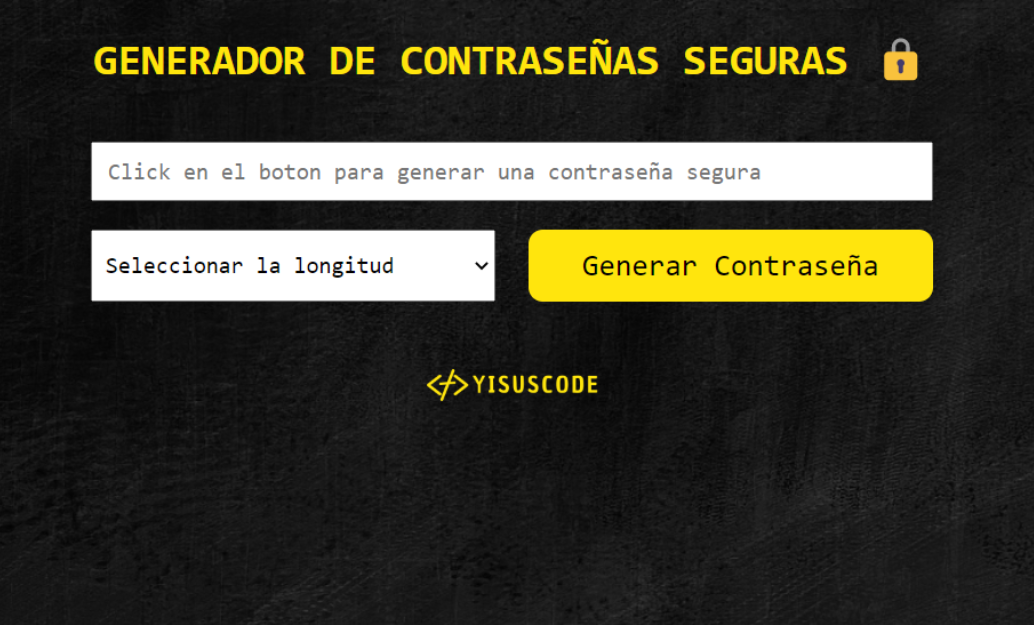 GENERADOR DE CONTRASEÑAS SEGURAS
Click en el boton para generar una contraseña segura
Seleccionar la longitud
Generar Contraseña
</> YISUSCODE